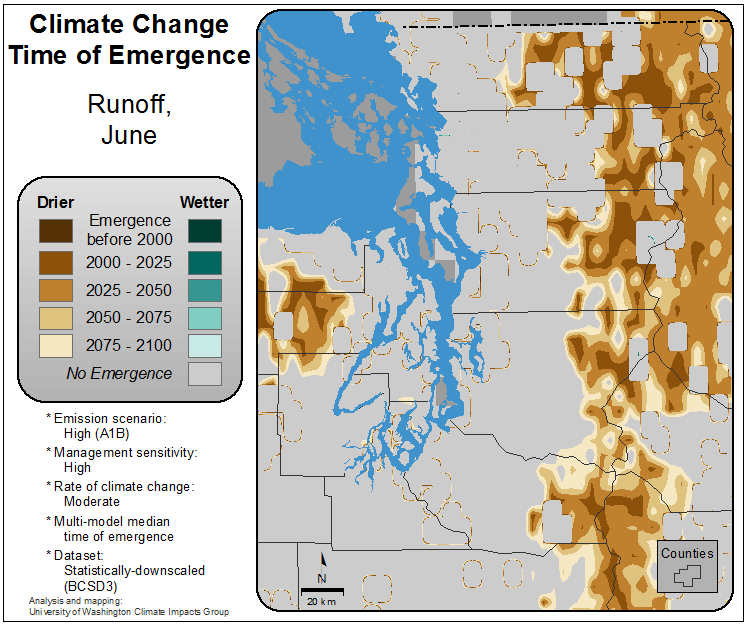 Climate Change
Time of Emergence
Runoff,
June
Drier
Wetter
Emergence
before 2000
2000 - 2025
2025 - 2050
2050 - 2075
2075 - 2100
No Emergence
* Emission scenario:
High (A1B)
* Management sensitivity:
High
* Rate of climate change:
Moderate
* Multi-model median
time of emergence
* Dataset:
Statistically-downscaled
(BCSD3)
Analysis and mapping:
University of Washington Climate Impacts Group
N
20 km
Counties